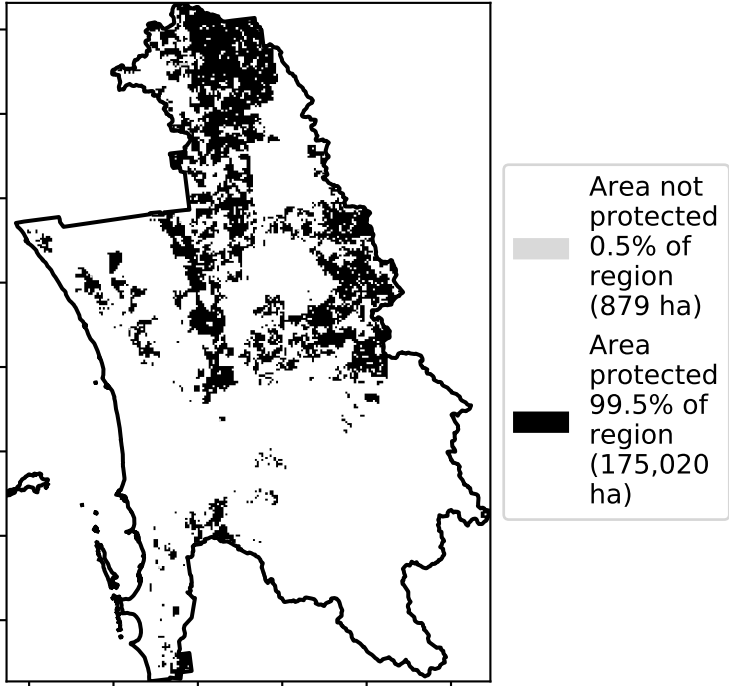 Area not
protected
0.5% of
region
(879 ha)
Area
protected
99.5% of
region
(175,020
ha)